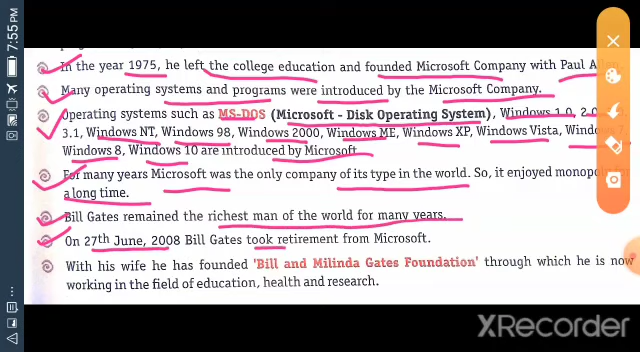 7:55PM
In the year 1975, he left the college education and founded Microsoft Company with Paul
Many operating systems and programs were introduced by the Microsoft Company.
Operating systems such as MS-DOS (Microsoft - Disk Operating System), Windows 1.0,
3.1, Windows NT, Windows 98, Windows 2000, Windows ME, Windows XP, Windows Vista,
Windows 8, Windows 10 are introduced by Microsoft.
For many years Microsoft was the only company of its type in the world. So, it enjoyed
a long time.
Bill Gates remained the richest man of the world for many years.
On 27th June, 2008 Bill Gates took retirement from Microsoft.
With his wife he has founded 'Bill and Milinda Gates Foundation' through which he is now
working in the field of education, health and research.
XRecorder